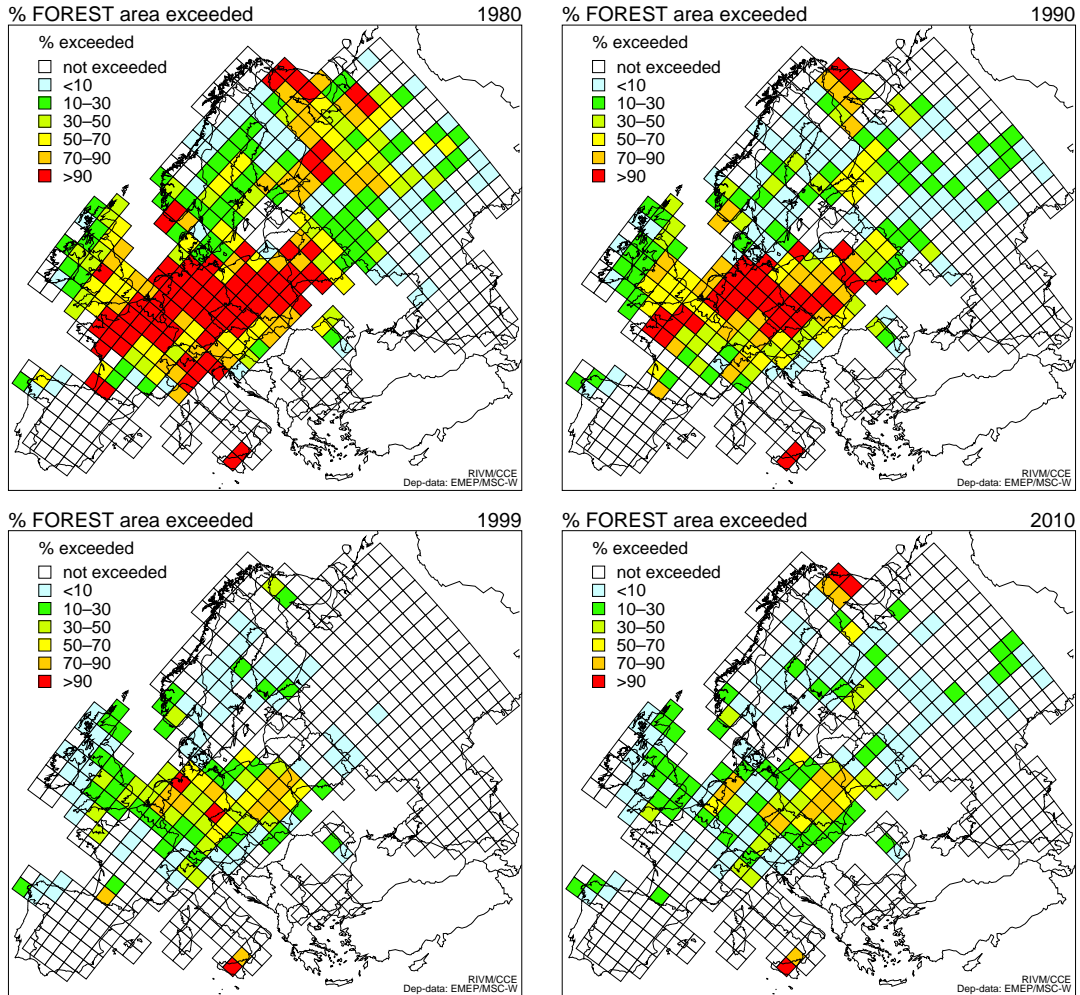 % FOREST area exceeded 1980
% exceeded
not exceeded
<10
10–30
30–50
50–70
70–90
>90
RIVM/CCE
Dep-data: EMEP/MSC-W
% FOREST area exceeded 1990
% exceeded
not exceeded
<10
10–30
30–50
50–70
70–90
>90
RIVM/CCE
Dep-data: EMEP/MSC-W
% FOREST area exceeded 1999
% exceeded
not exceeded
<10
10–30
30–50
50–70
70–90
>90
RIVM/CCE
Dep-data: EMEP/MSC-W
% FOREST area exceeded 2010
% exceeded
not exceeded
<10
10–30
30–50
50–70
70–90
>90
RIVM/CCE
Dep-data: EMEP/MSC-W